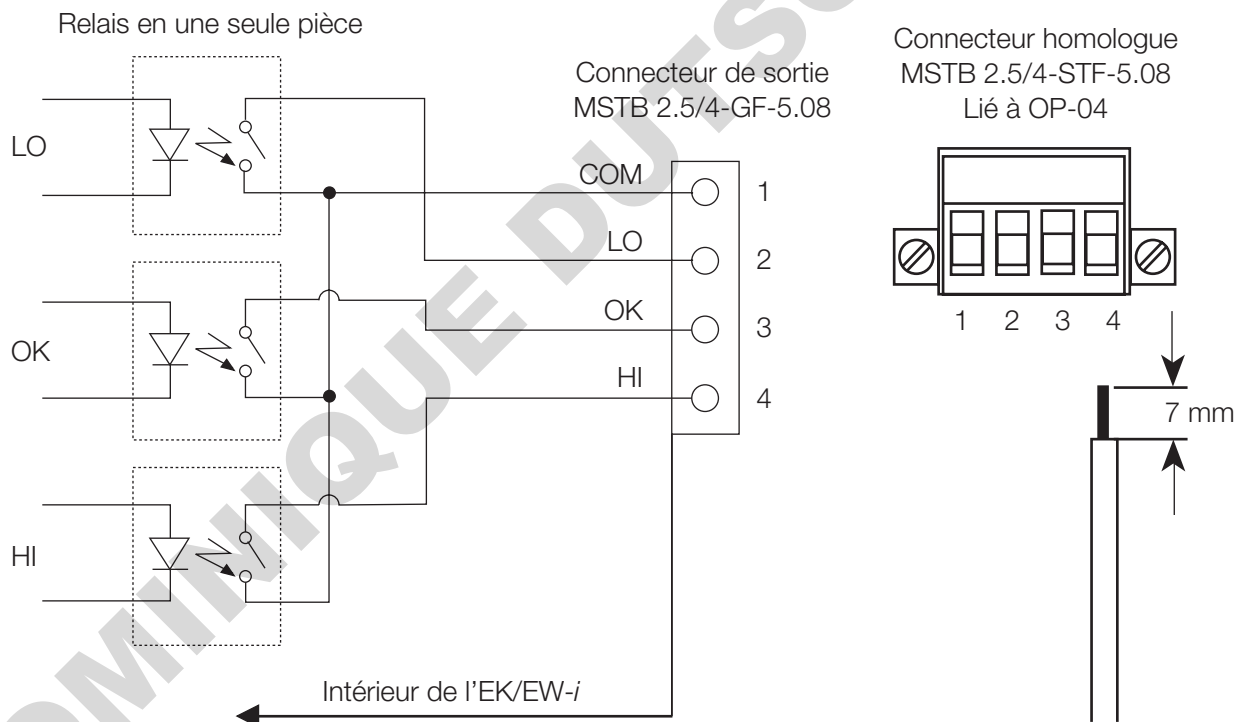 Relais en une seule pièce
LO
OK
HI
Connecteur de sortie
MSTB 2.5/4-GF-5.08
COM
LO
OK
HI
1
2
3
4
Connecteur homologue
MSTB 2.5/4-STF-5.08
Lié à OP-04
1 2 3 4
7 mm
Intérieur de l'EK/EW-i
OMINIQUE DUTSC